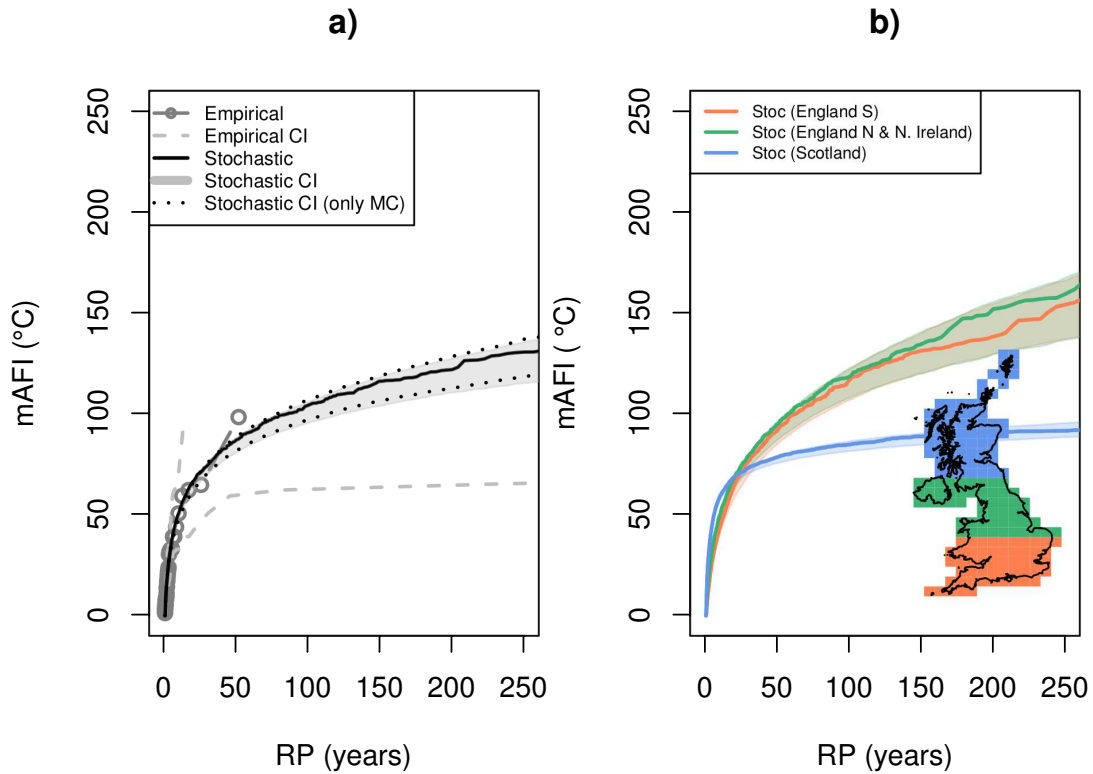 a)
mAFI (°C)
250
200
150
100
50
0
Empirical
Empirical CI
Stochastic
Stochastic CI
Stochastic CI (only MC)
0 50 100 150 200 250
RP (years)
b)
mAFI ( °C)
250
200
150
100
50
0
Stoc (England S)
Stoc (England N & N. Ireland)
Stoc (Scotland)
0 50 100 150 200 250
RP (years)